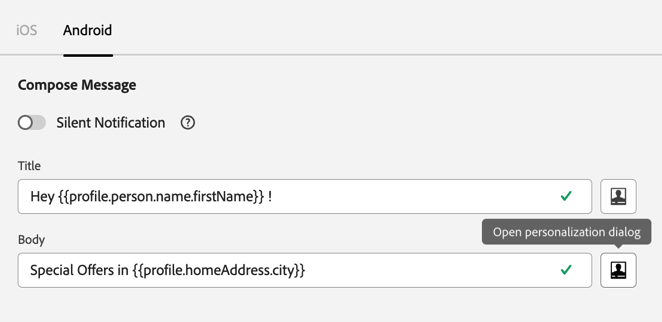 iOS Android
Compose Message
Silent Notification ?
Title
Hey {{profile.person.name.firstName}} !
Open personalization dialog
Body
Special Offers in {{profile.homeAddress.city}}